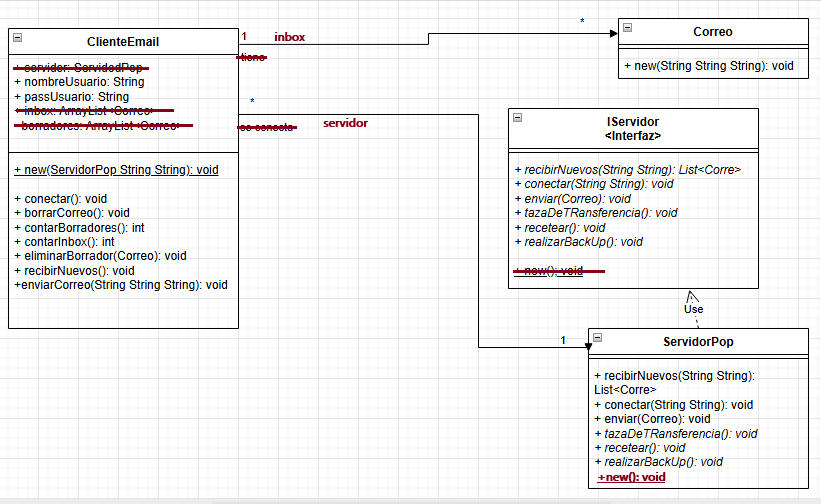 ClienteEmail
+ servidor: ServidodPop
+ nombreUsuario: String
+ passUsuario: String
+ inbox: ArrayList <Correo>
borradores: ArrayList <Correo>
+ new(ServidorPop String String): void
+ conectar(): void
+ borrarCorreo(): void
+ contarBorradores(): int
+ contarInbox(): int
+ eliminarBorrador(Correo): void
+ recibirNuevos(): void
+enviarCorreo(String String String): void
1
inbox
*
tiene
*
se conecta
servidor
1
Correo
+ new(String String String): void
IServidor
<Interfaz>
+ recibirNuevos(String String): List<Corre>
+ conectar(String String): void
+ enviar(Correo): void
+ tazaDeTRansferencia(): void
+ recetear(): void
+ realizarBackUp(): void
+ new(): void
Use
ServidorPop
+ recibirNuevos(String String):
List<Corre>
+ conectar(String String): void
+ enviar(Correo): void
+ tazaDeTRansferencia(): void
+ recetear(): void
+ realizarBackUp(): void
+new(): void